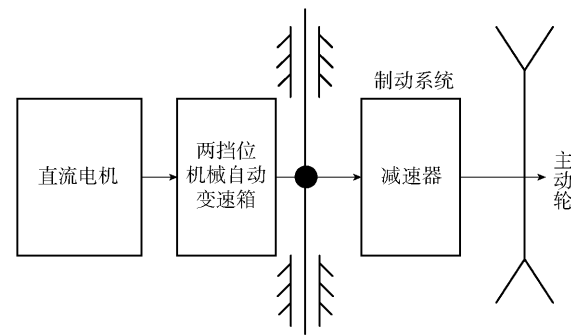 制动系统
直流电机
两挡位
机械自动
变速箱
减速器
主动轮